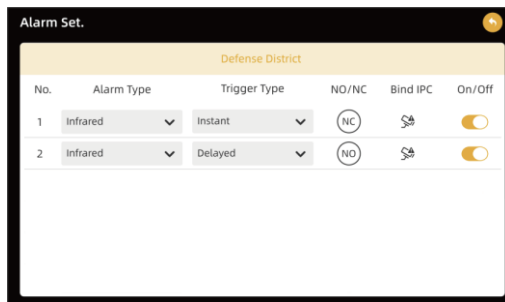 Alarm Set.
Defense District
No. Alarm Type Trigger Type NO/NC Bind IPC On/Off
1 Infrared Instant NC
2 Infrared Delayed NO